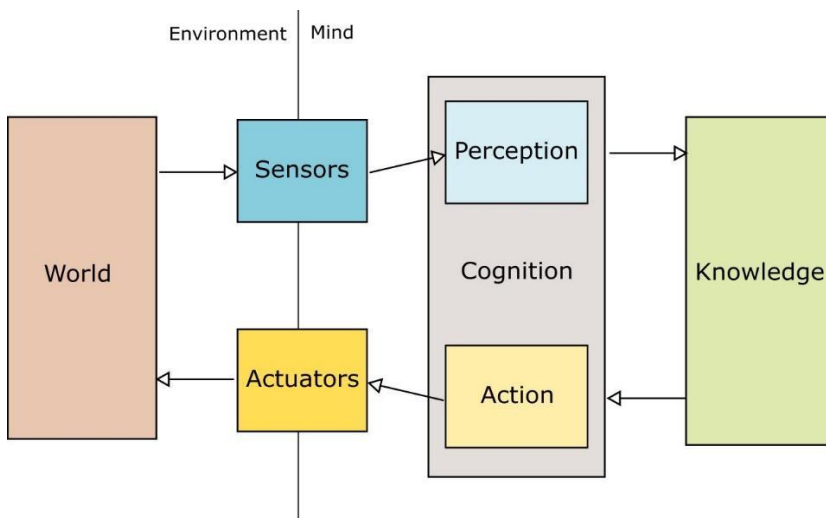 Environment
Mind
Sensors
Perception
World
Cognition
Knowledge
Actuators
Action